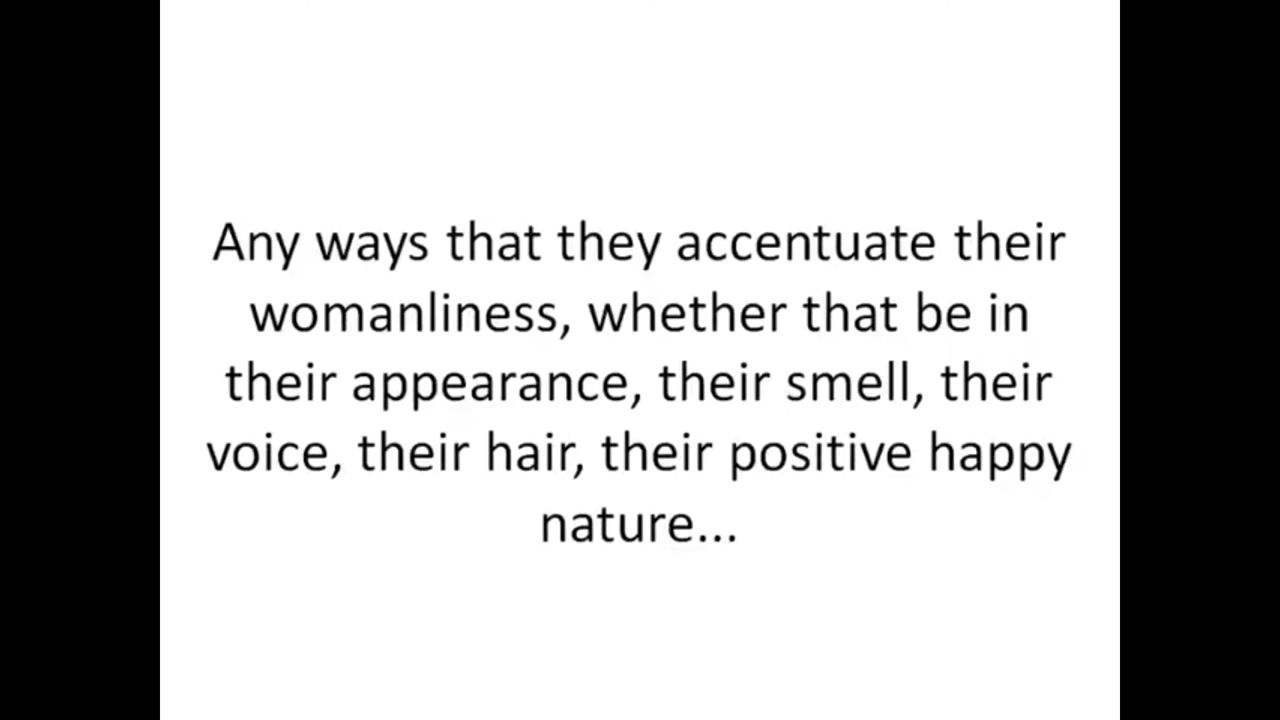 Any ways that they accentuate their
womanliness, whether that be in
their appearance, their smell, their
voice, their hair, their positive happy
nature...